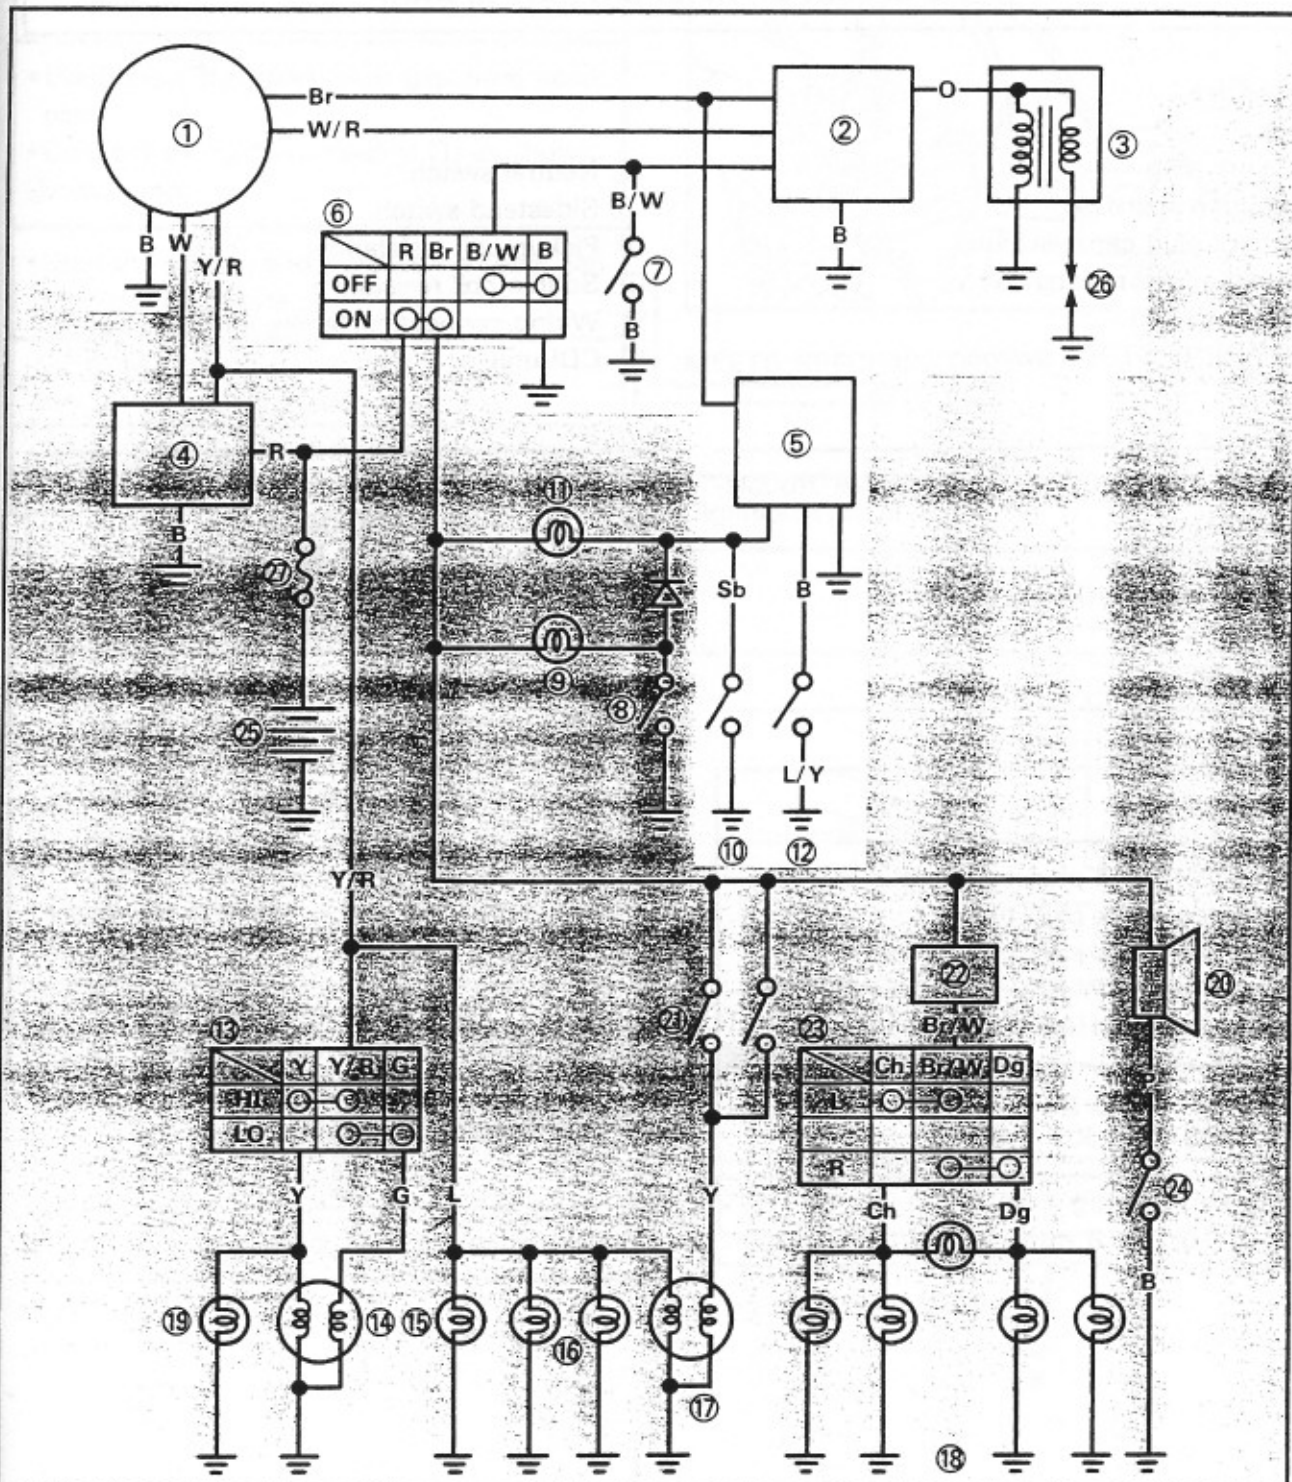 Br
W/R
①
②
O
③
B
W
Y/R
⑥
R Br B/W B
OFF
ON
B/W
⑦
B
B
㉖
④
R
⑤
B
⑪
㉗
Sb
B
⑨
⑧
㉕
L/Y
⑩
⑫
Y/R
㉒
⑳
㉑
Br/W
⑬
Y Y/R G
HI
LO
㉓
Ch Br/W Dg
L
R
P
Y
G
L
Y
Ch
Dg
㉔
B
⑲
⑭
⑮
⑯
⑰
⑱